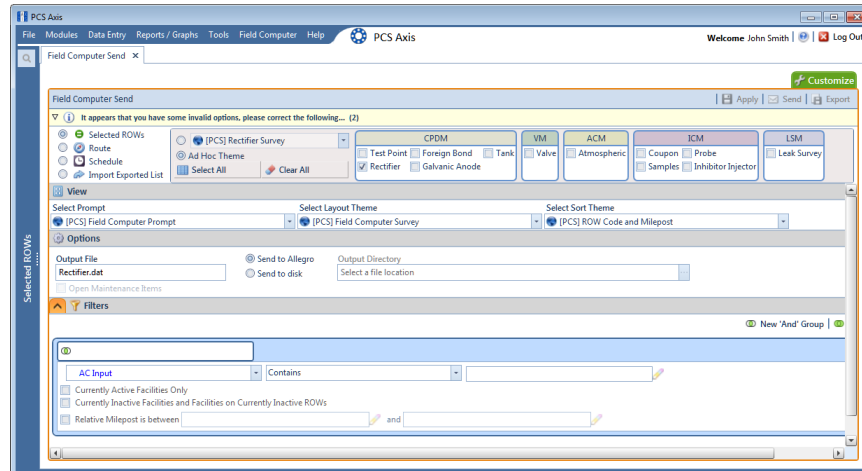 PCS Axis
File Modules Data Entry Reports / Graphs Tools Field Computer Help PCS Axis Welcome John Smith Log Out
Field Computer Send
Customize
Field Computer Send Apply Send Export
It appears that you have some invalid options, please correct the following... (2)
Selected ROWs [PCS] Rectifier Survey CPDM VM ACM ICM LSM
Route Test Point Foreign Bond Tank Valve Atmospheric Coupon Probe Leak Survey
Schedule Ad Hoc Theme Rectifier Galvanic Anode Samples Inhibitor Injector
Import Exported List Select All Clear All
View
Select Prompt Select Layout Theme Select Sort Theme
[PCS] Field Computer Prompt [PCS] Field Computer Survey [PCS] ROW Code and Milepost
Options
Output File Send to Allegro Output Directory
Rectifier.dat Send to disk Select a file location
Open Maintenance Items
Filters
New 'And' Group
AC Input Contains
Currently Active Facilities Only
Currently Inactive Facilities and Facilities on Currently Inactive ROWs
Relative Milepost is between and
Selected ROWs